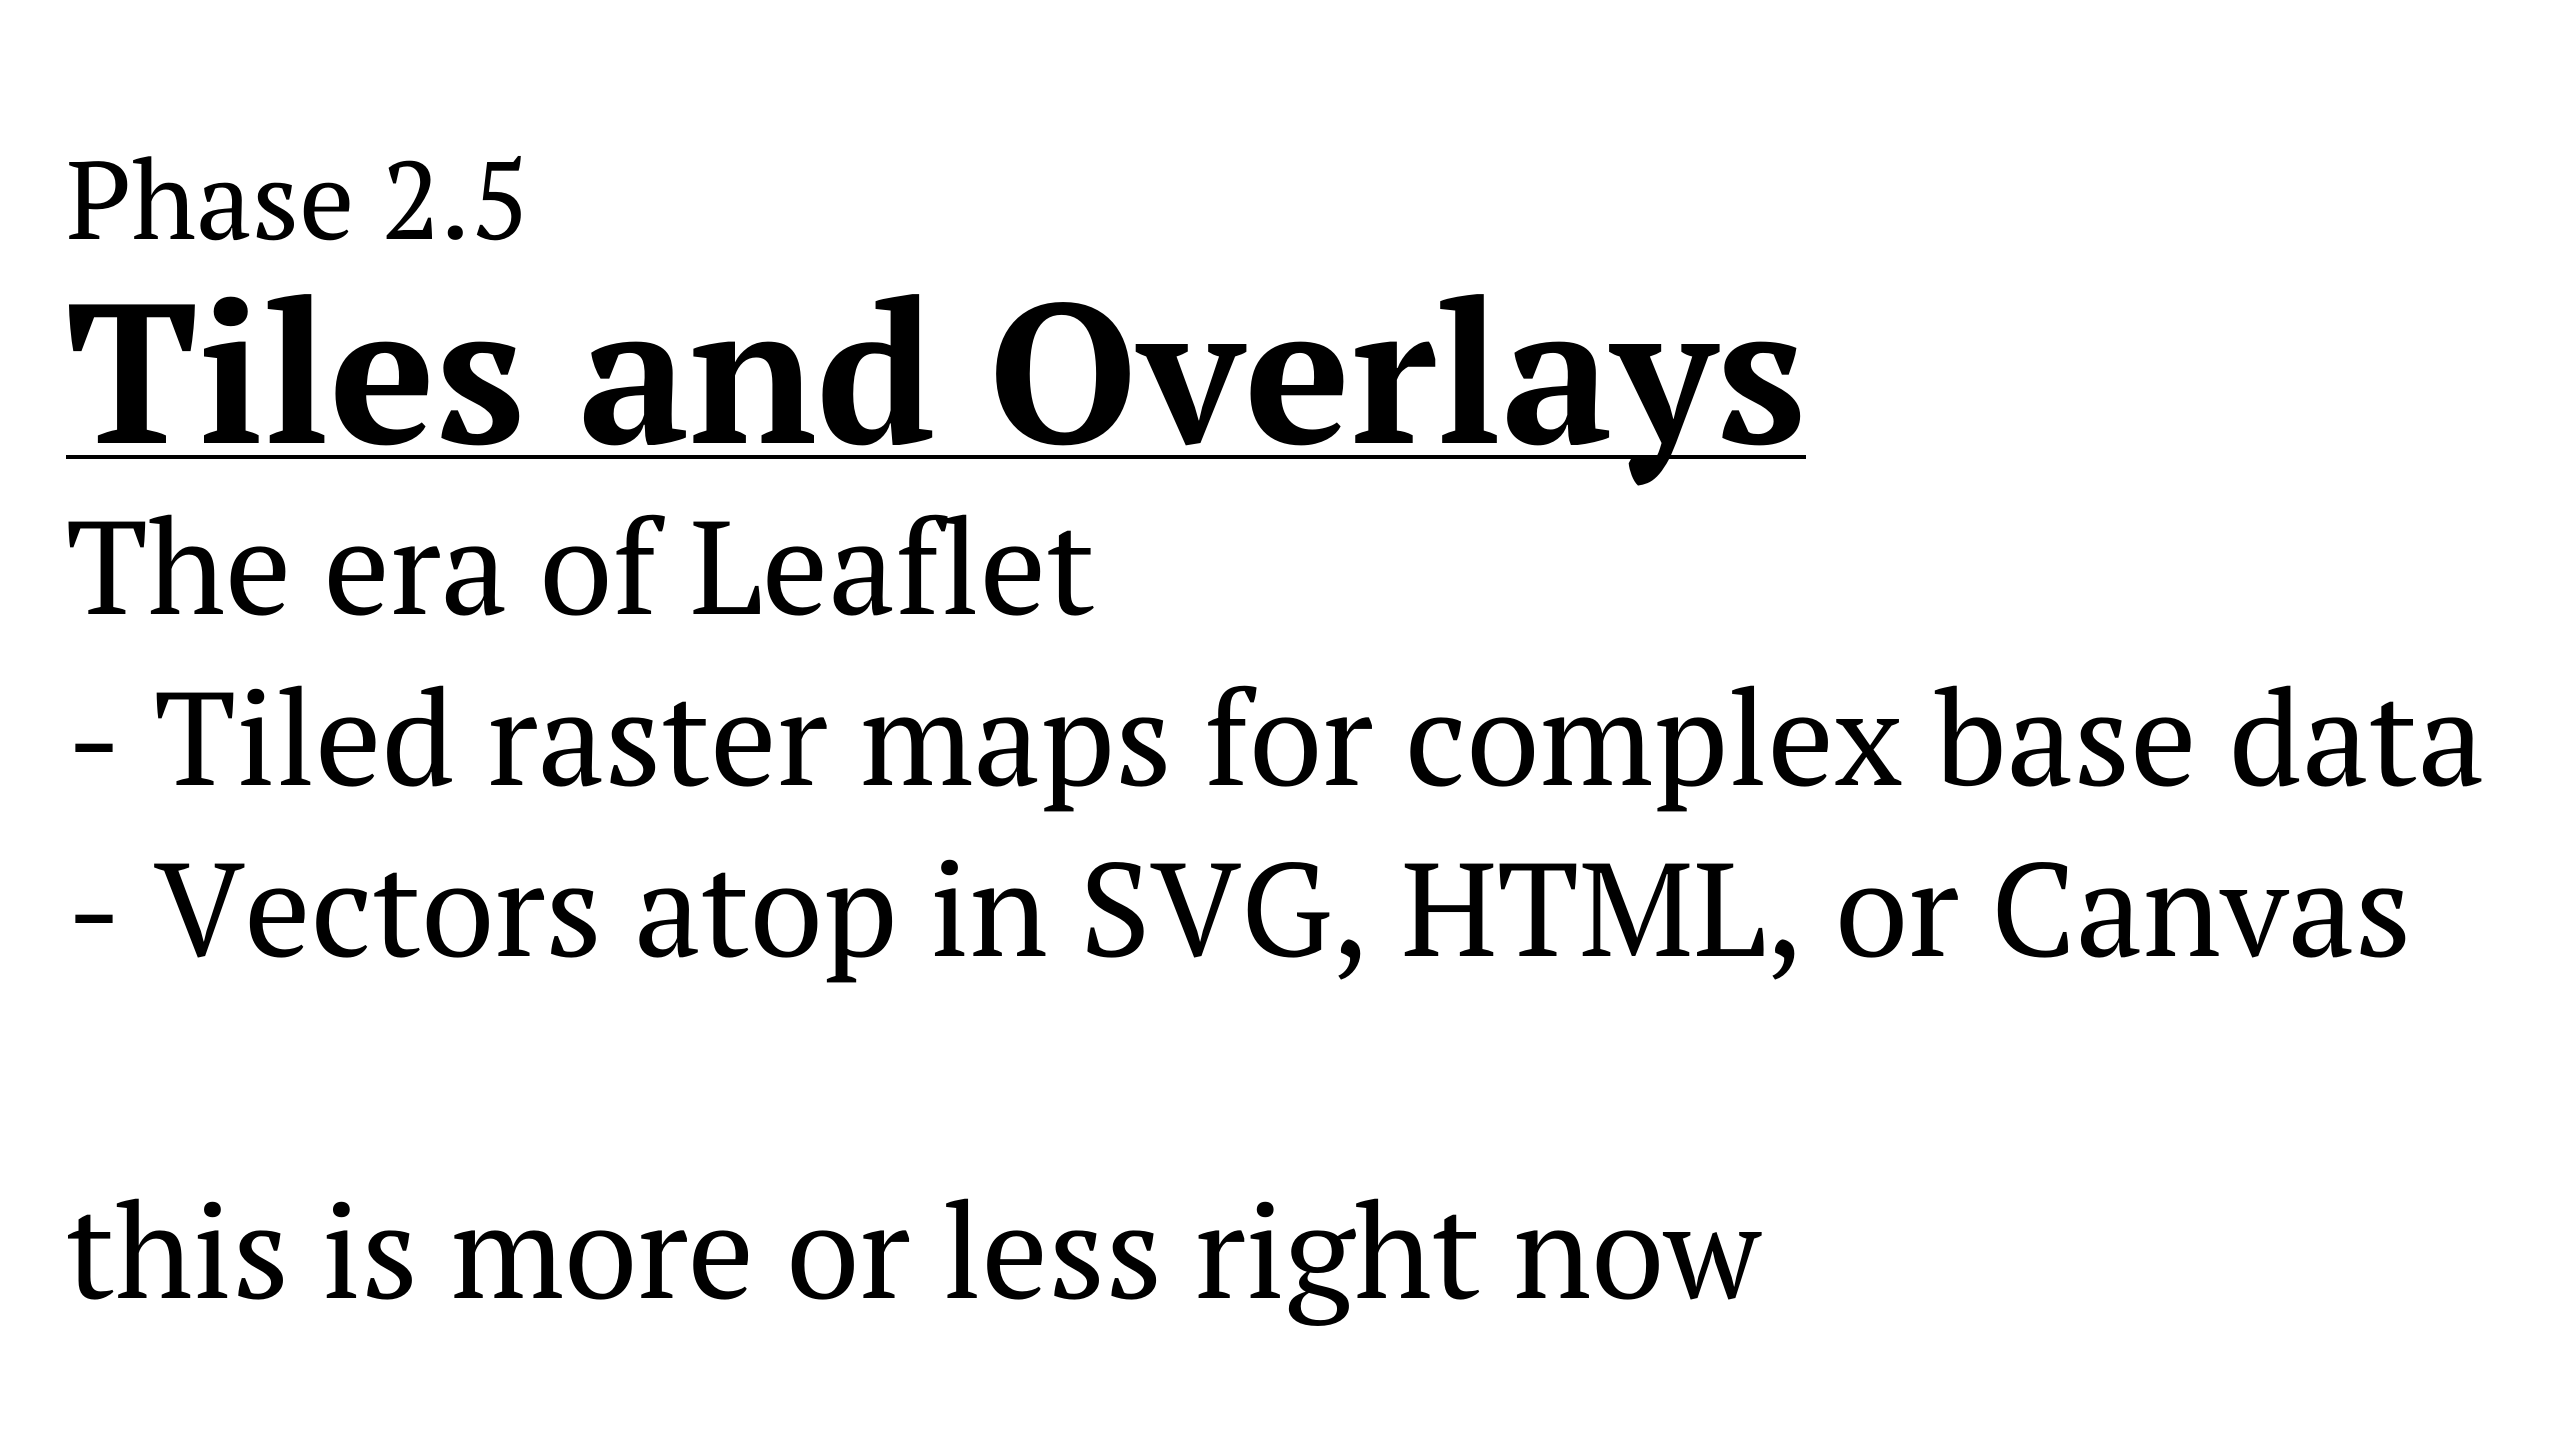 Phase 2.5
Tiles and Overlays
The era of Leaflet
- Tiled raster maps for complex base data
- Vectors atop in SVG, HTML, or Canvas
this is more or less right now